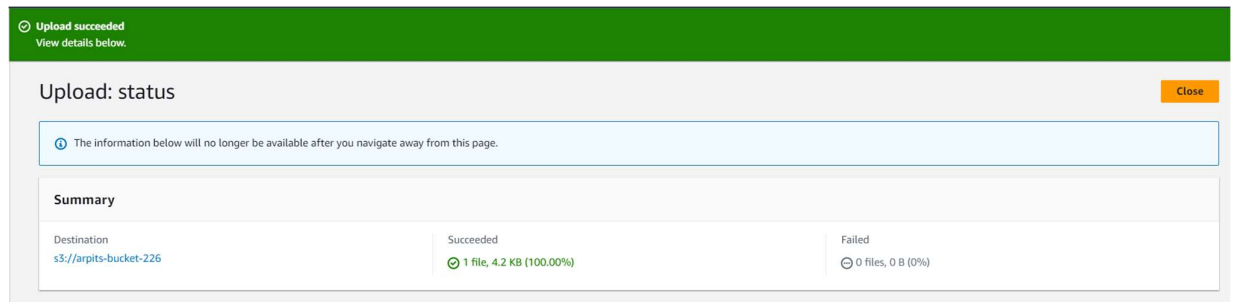 Upload succeeded
View details below.
Upload: status
Close
The information below will no longer be available after you navigate away from this page.
Summary
Destination
s3://arpits-bucket-226
Succeeded
1 file, 4.2 KB (100.00%)
Failed
0 files, 0 B (0%)